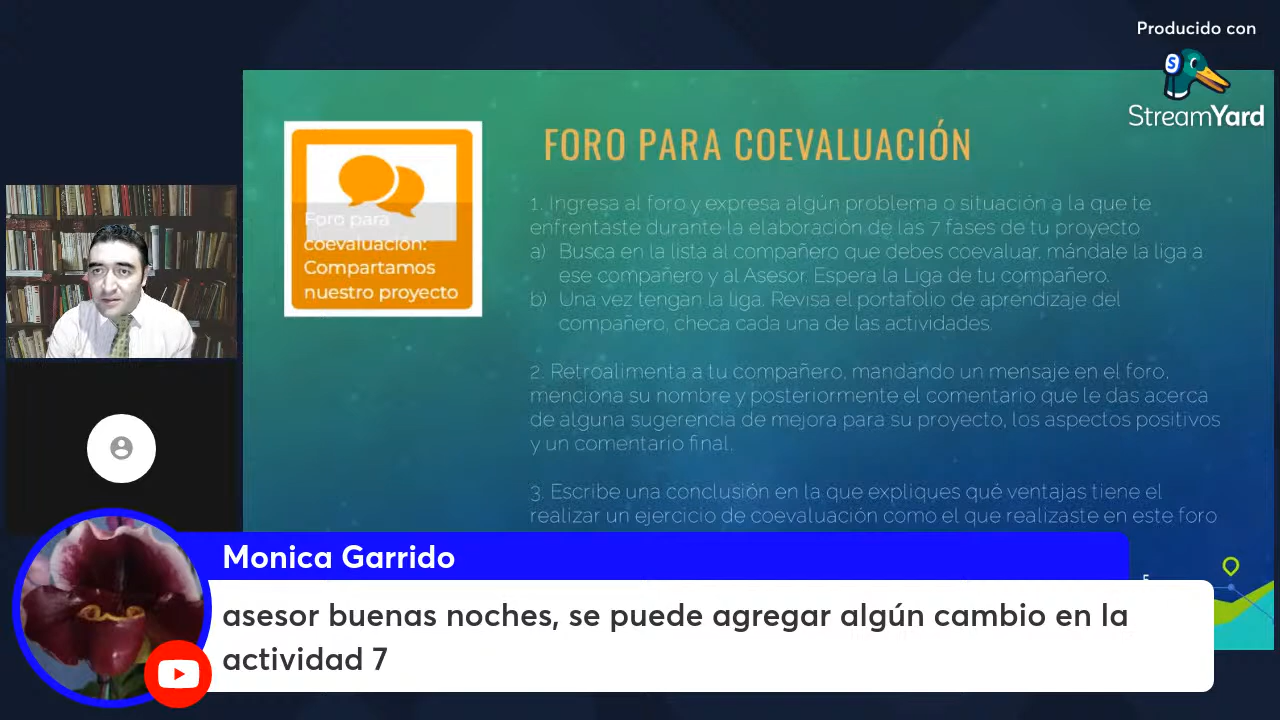 Producido con
StreamYard
FORO PARA COEVALUACIÓN
Foro para
coevaluación:
Compartamos
nuestro proyecto
1. Ingresa al foro y expresa algún problema o situación a la que te
enfrentaste durante la elaboración de las 7 fases de tu proyecto
a) Busca en la lista al compañero que debes coevaluar, mándale la liga a
ese compañero y al Asesor. Espera la Liga de tu compañero.
b) Una vez tengan la liga. Revisa el portafolio de aprendizaje del
compañero, checa cada una de las actividades.
2. Retroalimenta a tu compañero, mandando un mensaje en el foro,
menciona su nombre y posteriormente el comentario que le das acerca
de alguna sugerencia de mejora para su proyecto, los aspectos positivos
y un comentario final.
3. Escribe una conclusión en la que expliques qué ventajas tiene el
realizar un ejercicio de coevaluación como el que realizaste en este foro
Monica Garrido
asesor buenas noches, se puede agregar algún cambio en la
actividad 7